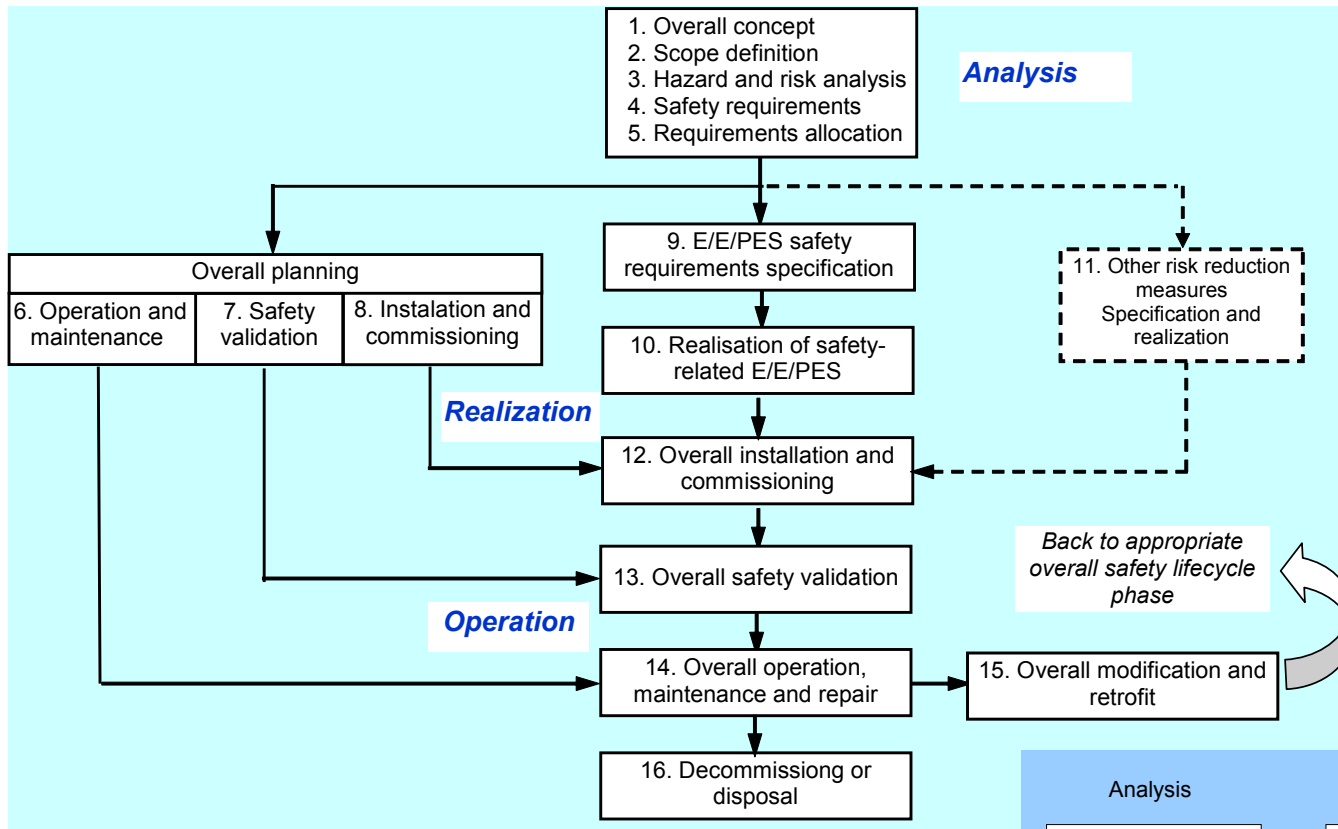 1. Overall concept
2. Scope definition
3. Hazard and risk analysis
4. Safety requirements
5. Requirements allocation
Analysis
9. E/E/PES safety
requirements specification
11. Other risk reduction
measures
Specification and
realization
Overall planning
6. Operation and
maintenance
7. Safety
validation
8. Instalation and
commissioning
10. Realisation of safety-
related E/E/PES
Realization
12. Overall installation and
commissioning
Back to appropriate
overall safety lifecycle
phase
13. Overall safety validation
Operation
14. Overall operation,
maintenance and repair
15. Overall modification and
retrofit
16. Decommissiong or
disposal
Analysis